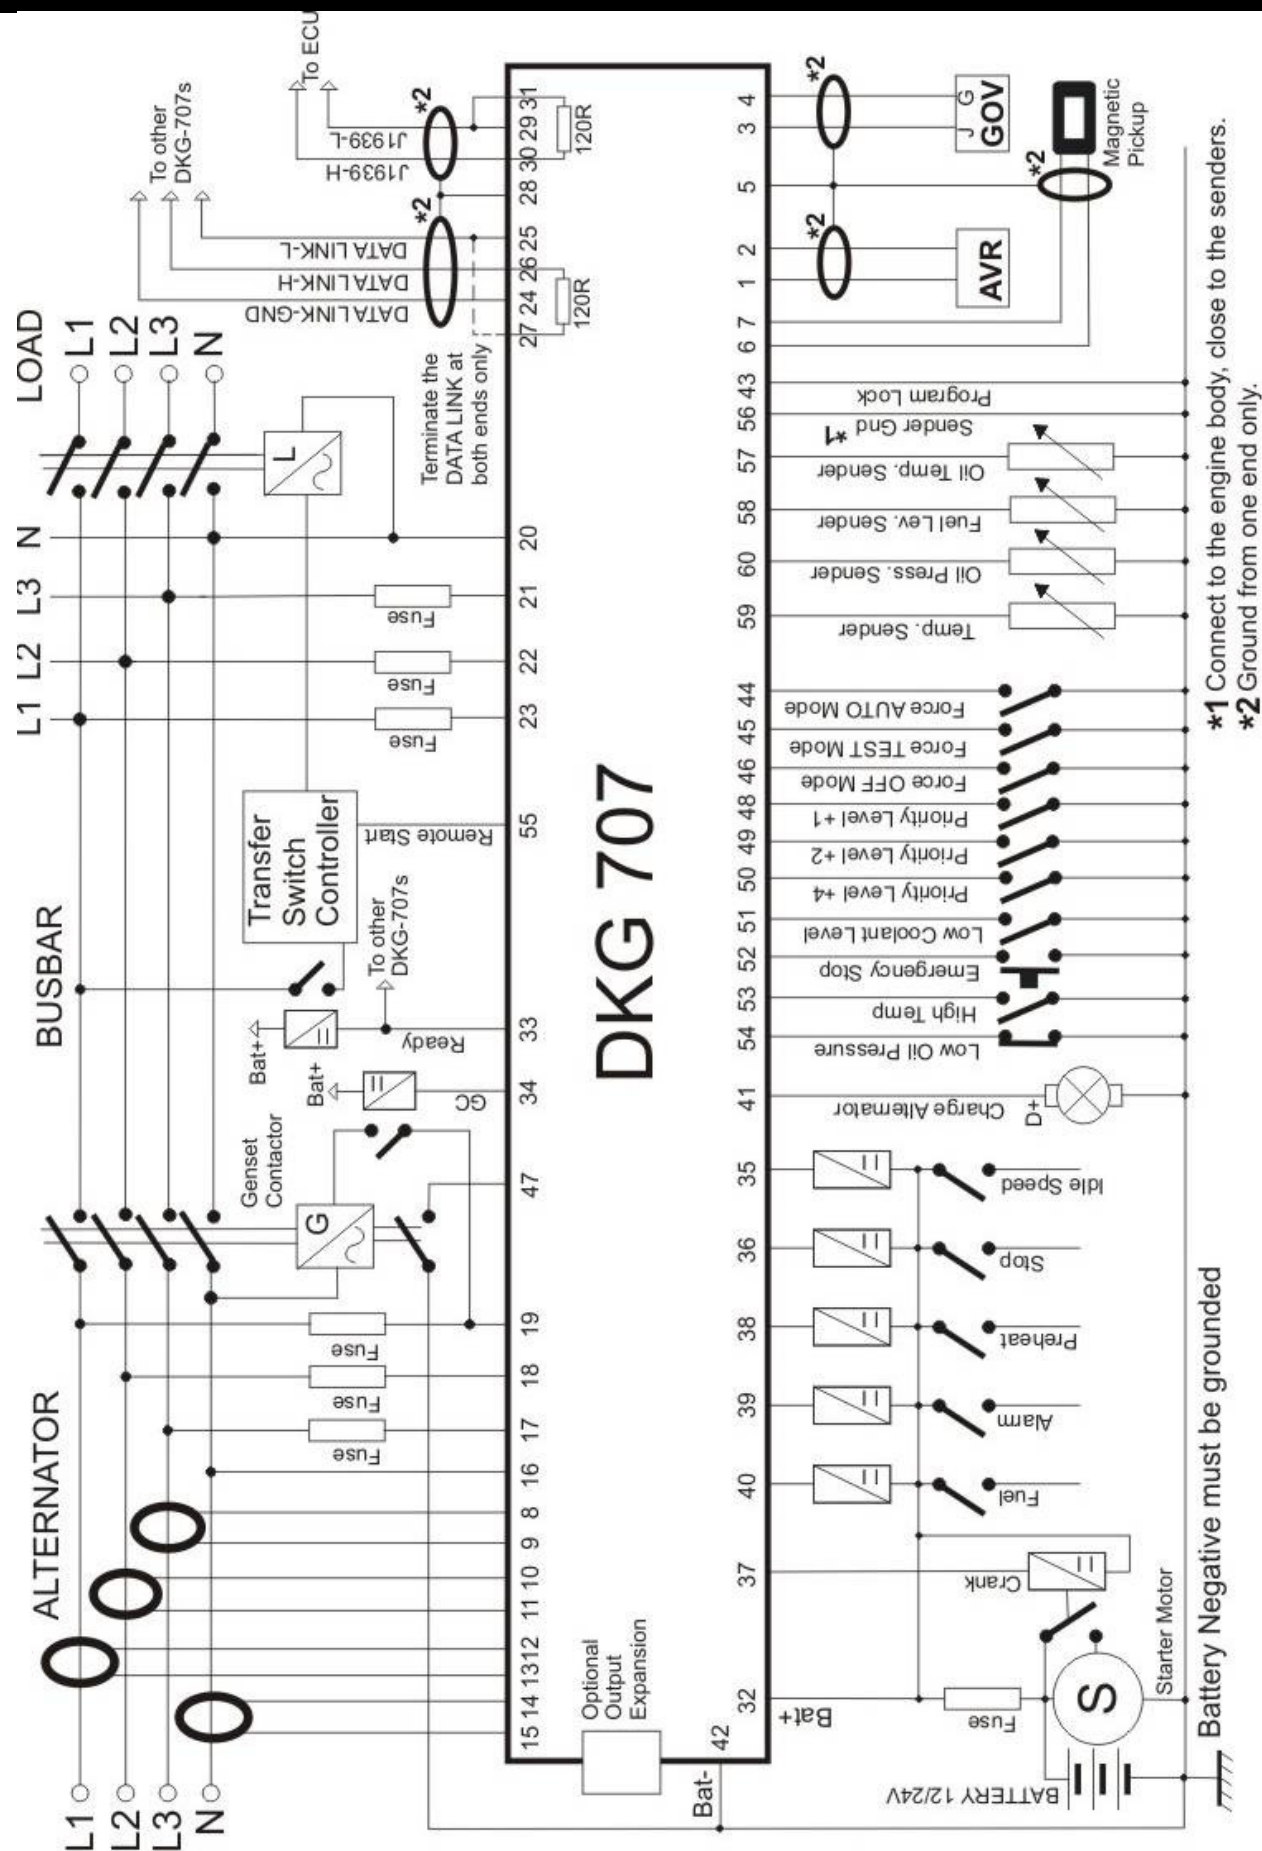 ALTERNATOR
BUSBAR
LOAD
L1
L2
L3
N
L1
L2
L3
N
L1
L2
L3
N
Genset
Contactor
G
L
Bat+
Bat+
Transfer
Switch
Controller
To other
DKG-707s
Fuse
Fuse
Fuse
Fuse
Fuse
Fuse
GC
Ready
Remote Start
Terminate the
DATA LINK at
both ends only
DATA LINK-GND
DATA LINK-H
DATA LINK-L
To other
DKG-707s
J1939-H
J1939-L
To ECU
*2
*2
15 14 13 12 11 10 9 8 16 17 18 19 47 34 33 55 23 22 21 20 27 24 26 25 28 30 29 31
120R
120R
Optional
Output
Expansion
DKG 707
Bat-
42
32 37 40 39 38 36 35 41 54 53 52 51 50 49 48 46 45 44 59 60 58 57 56 43 6 7 1 2 5 3 4
Bat+
Crank
Fuse
BATTERY 12/24V
S
Starter Motor
Fuel
Alarm
Preheat
Stop
Idle Speed
Charge Alternator
D+
Low Oil Pressure
High Temp
Emergency Stop
Low Coolant Level
Priority Level +4
Priority Level +2
Priority Level +1
Force OFF Mode
Force TEST Mode
Force AUTO Mode
Temp. Sender
Oil Press. Sender
Fuel Lev. Sender
Oil Temp. Sender
Sender Gnd *1
Program Lock
AVR
*2
*2
J G
GOV
*2
Magnetic
Pickup
Battery Negative must be grounded
*1 Connect to the engine body, close to the senders.
*2 Ground from one end only.